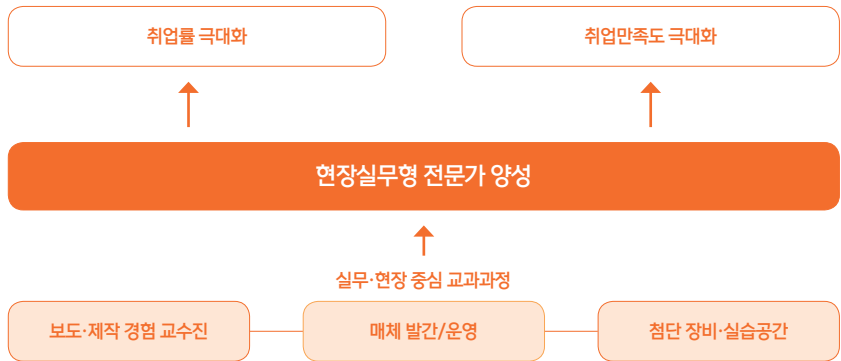 취업률 극대화
취업만족도 극대화
현장실무형 전문가 양성
실무·현장 중심 교과과정
보도·제작 경험 교수진
매체 발간/운영
첨단 장비·실습공간